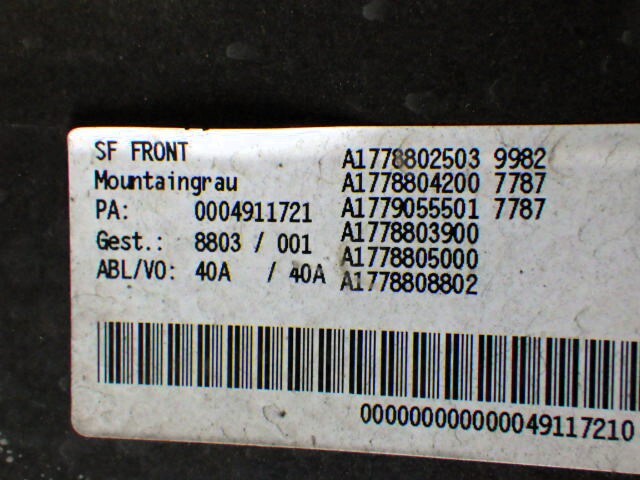 SF FRONT
Mountaingrau
PA: 0004911721
Gest.: 8803 / 001
ABL/VO: 40A / 40A
A1778802503 9982
A1778804200 7787
A1779055501 7787
A1778803900
A1778805000
A1778808802
00000000000049117210